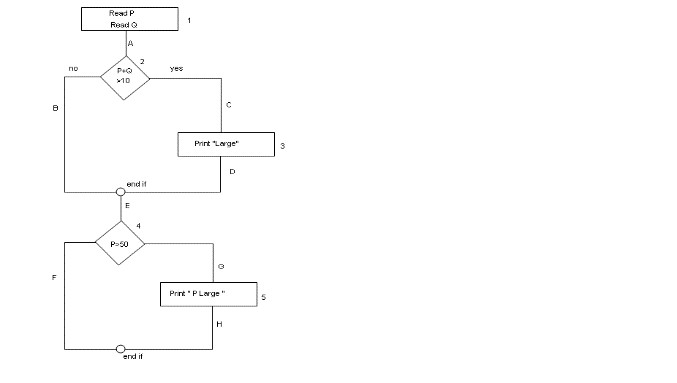 Read P
Read Q
1
A
2
no
P+Q
>10
yes
B
C
Print "Large"
3
D
end if
E
4
P=50
F
G
Print " P Large "
5
H
end if